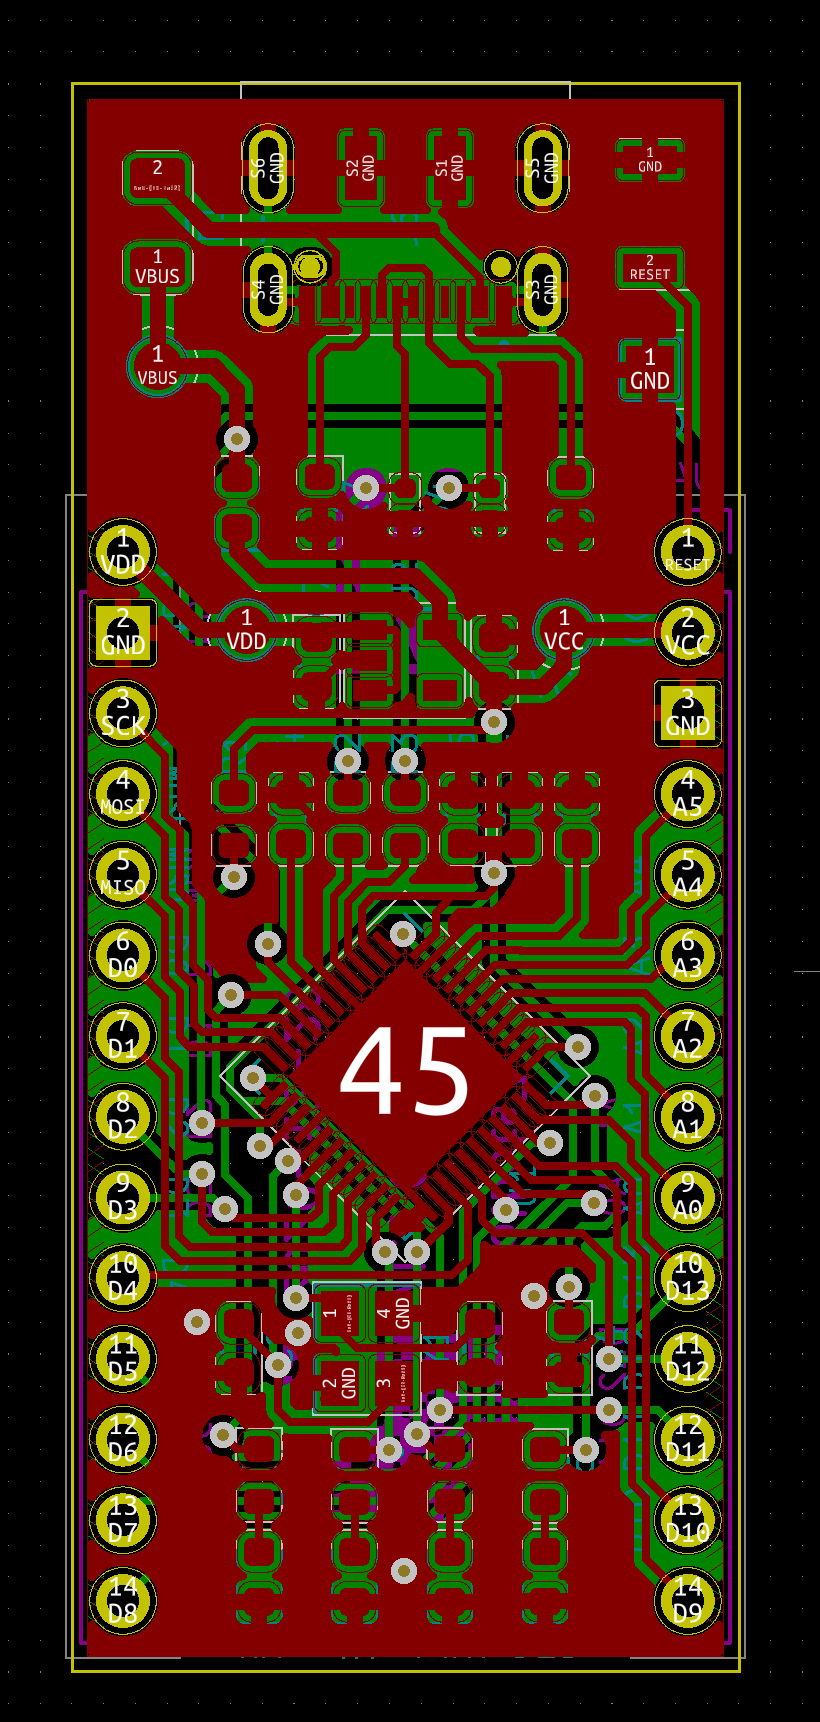 S6
GND
S2
GND
S1
GND
S5
GND
1
GND
2
1
VBUS
S4
GND
S3
GND
2
RESET
1
VBUS
1
GND
1
VDD
1
RESET
2
GND
1
VDD
1
VCC
2
VCC
3
SCK
3
GND
4
MOSI
4
A5
5
MISO
5
A4
6
D0
6
A3
7
D1
7
A2
45
8
D2
8
A1
9
D3
9
A0
10
D4
10
D13
1
4
GND
11
D5
2
GND
3
11
D12
12
D6
12
D11
13
D7
13
D10
14
D8
14
D9